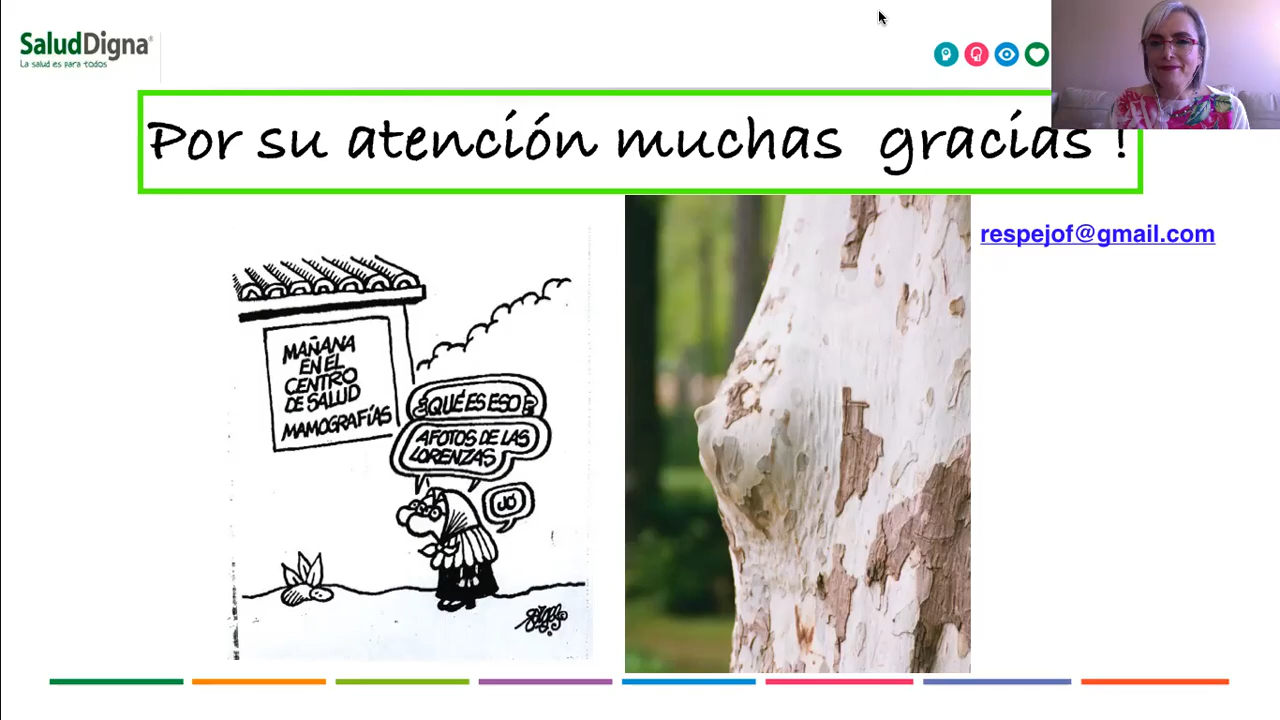 SaludDigna
La salud es para todos
Por su atención muchas gracias !
respejof@gmail.com
MAÑANA
EN EL
CENTRO
DE SALUD
MAMOGRAFÍAS
¿QUÉ ES ESO?
AFOTOS DE LAS
LORENZAS
JO